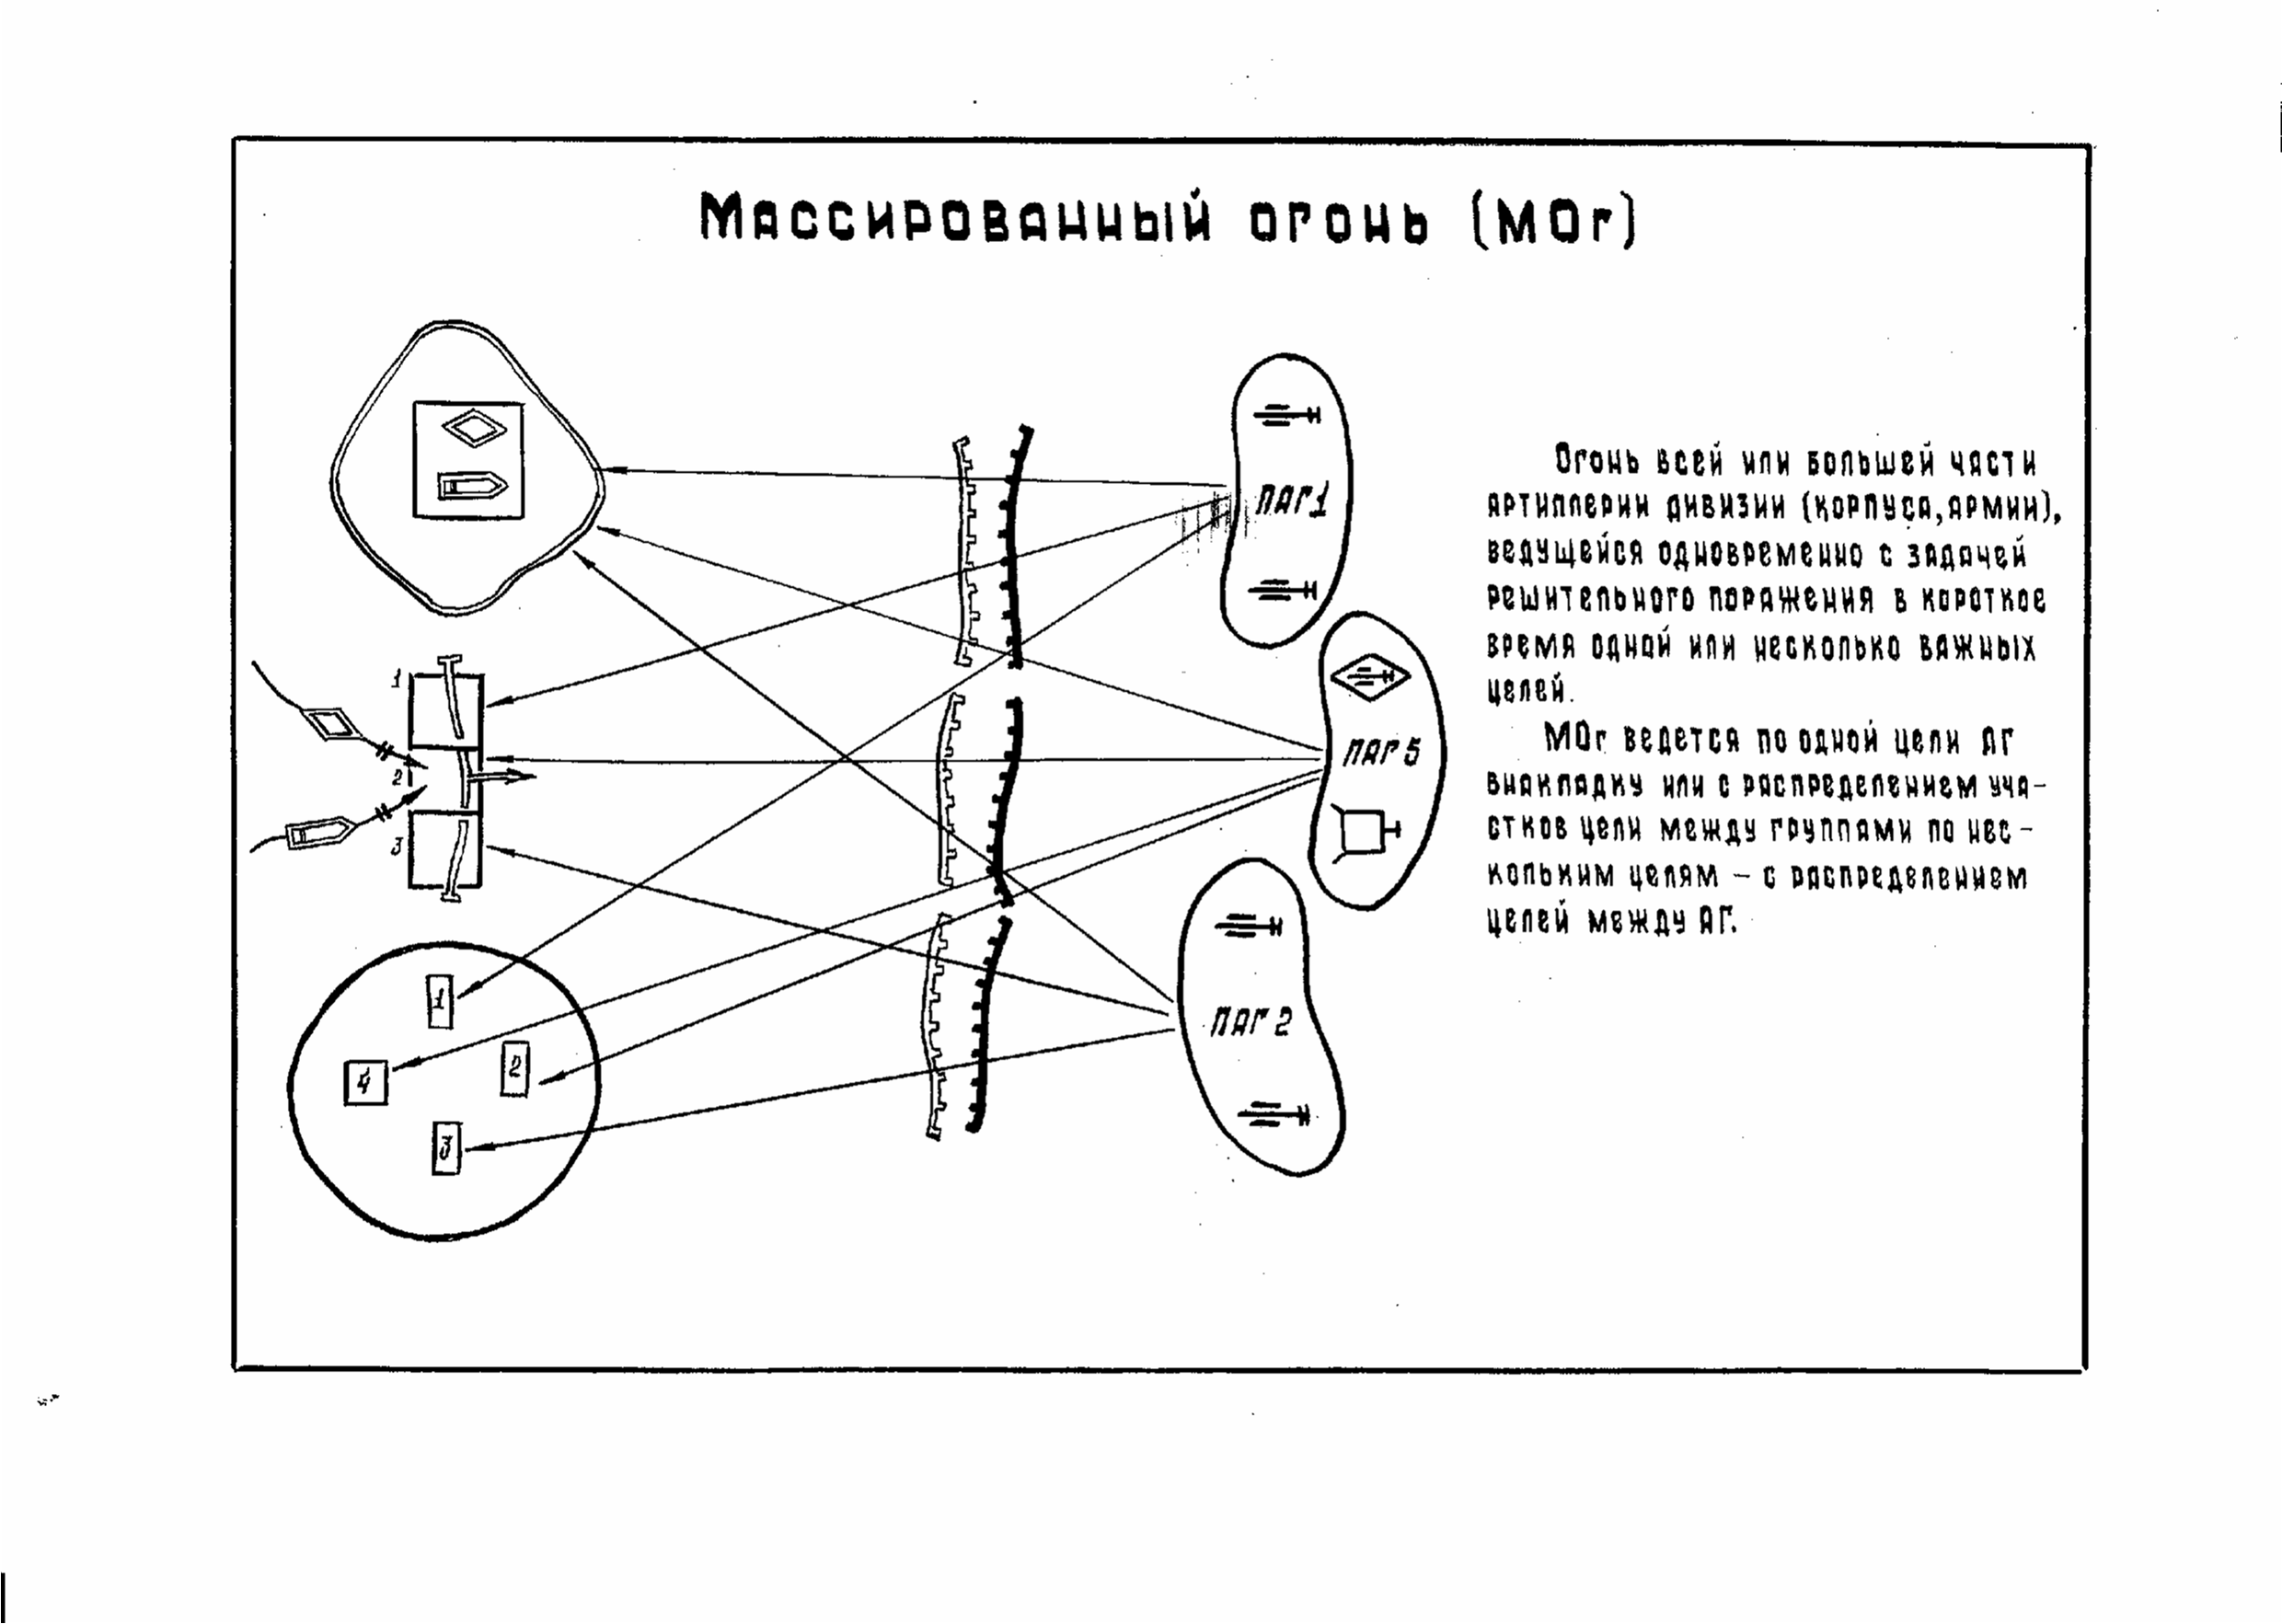 Массированный огонь (МОг)
ПАГ1
ПАГ 5
ПАГ 2
1
2
3
1
2
4
3
Огонь всей или большей части
артиллерии дивизии (корпуса, армии),
ведущейся одновременно с задачей
решительного поражения в короткое
время одной или несколько важных
целей.
МОг ведется по одной цели АГ
внакладку или с распределением уча-
стков цели между группами по нес-
кольким целям – с распределением
целей между АГ.